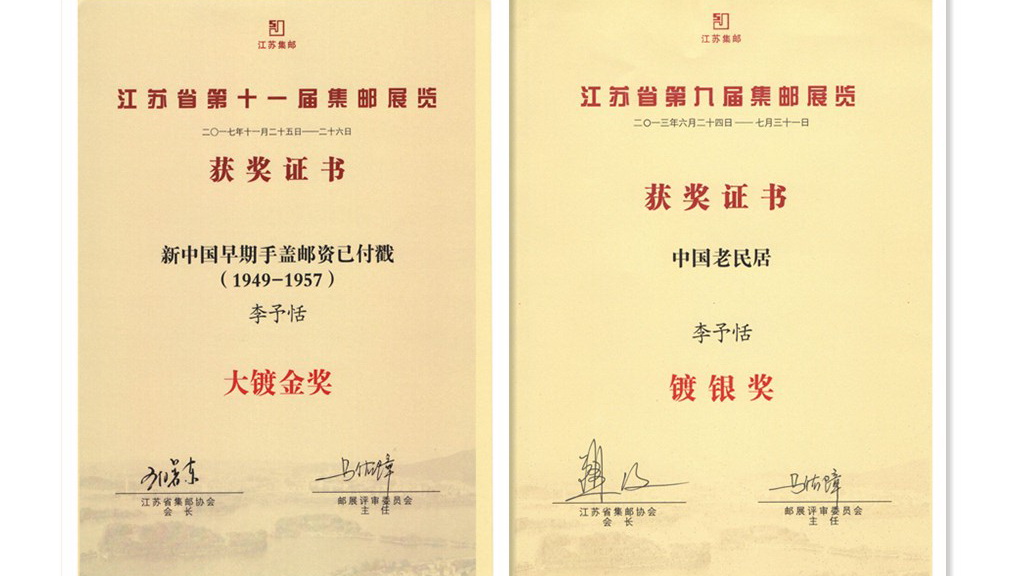 江苏集邮
江苏省第十一届集邮展览
二〇一七年十一月二十五日——二十六日
获奖证书
新中国早期手盖邮资已付戳
(1949-1957)
李予恬
大镀金奖
马佑璋
江苏省集邮协会
会长
邮展评审委员会
主任
江苏集邮
江苏省第九届集邮展览
二〇一三年六月二十四日——七月三十一日
获奖证书
中国老民居
李予恬
镀银奖
马佑璋
江苏省集邮协会
会长
邮展评审委员会
主任